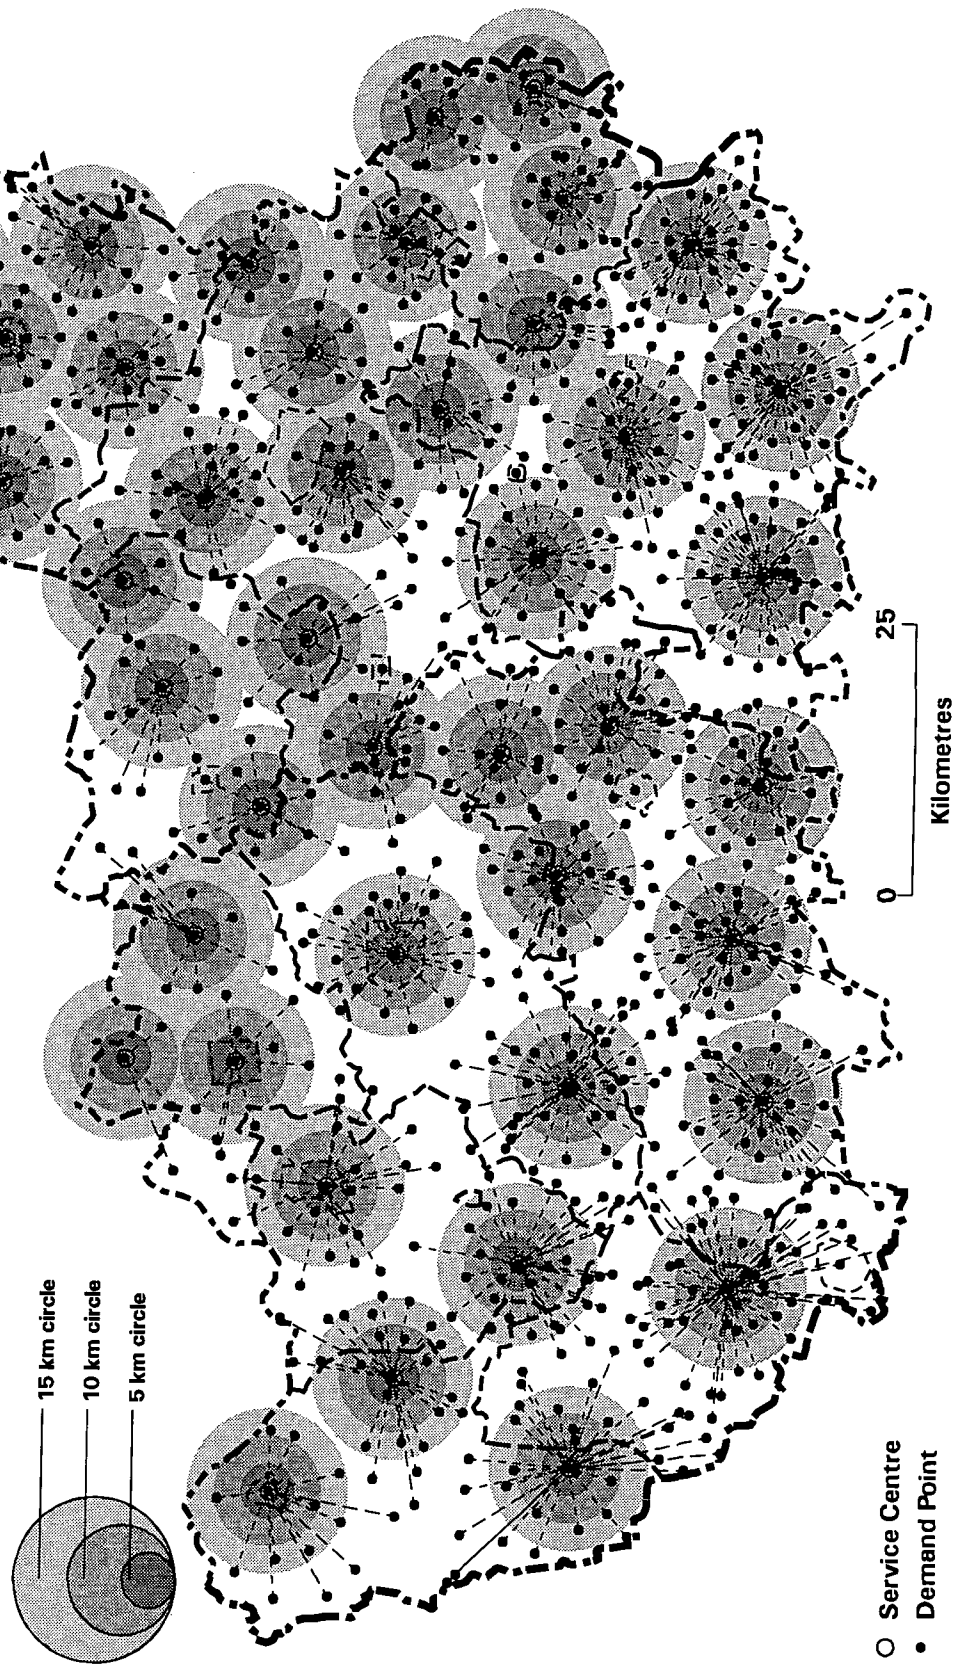 15 km circle
10 km circle
5 km circle
Service Centre
Demand Point
0 25
Kilometres